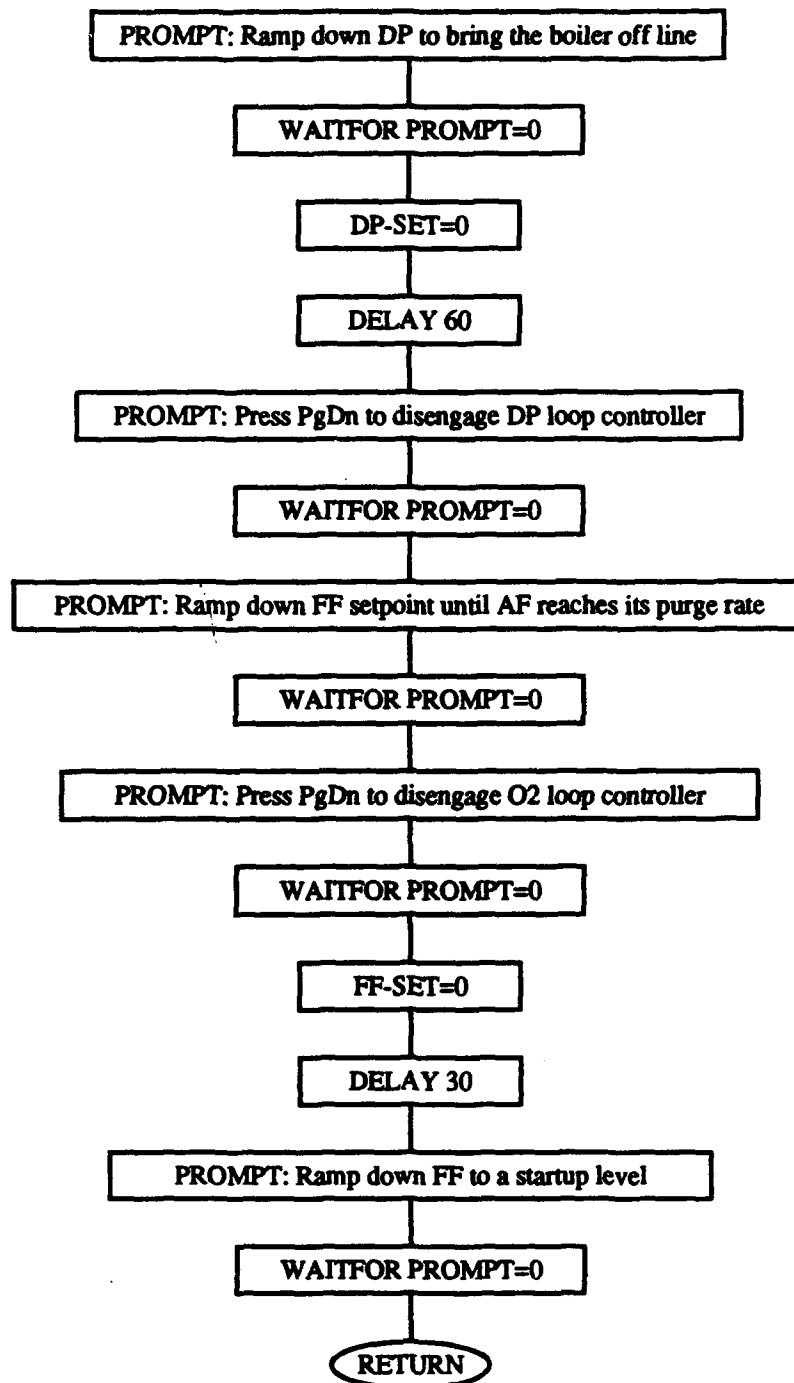 PROMPT: Ramp down DP to bring the boiler off line
WAITFOR PROMPT=0
DP-SET=0
DELAY 60
PROMPT: Press PgDn to disengage DP loop controller
WAITFOR PROMPT=0
PROMPT: Ramp down FF setpoint until AF reaches its purge rate
WAITFOR PROMPT=0
PROMPT: Press PgDn to disengage O2 loop controller
WAITFOR PROMPT=0
FF-SET=0
DELAY 30
PROMPT: Ramp down FF to a startup level
WAITFOR PROMPT=0
RETURN